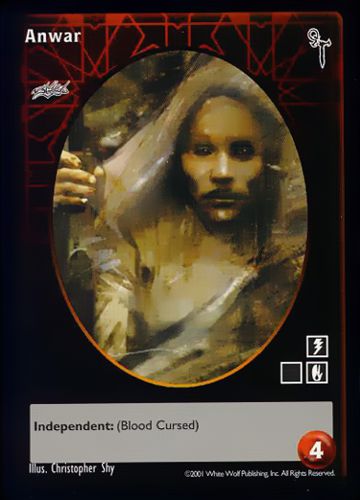 Anwar
Independent: (Blood Cursed)
4
Illus. Christopher Shy
©2001 White Wolf Publishing, Inc. All Rights Reserved.